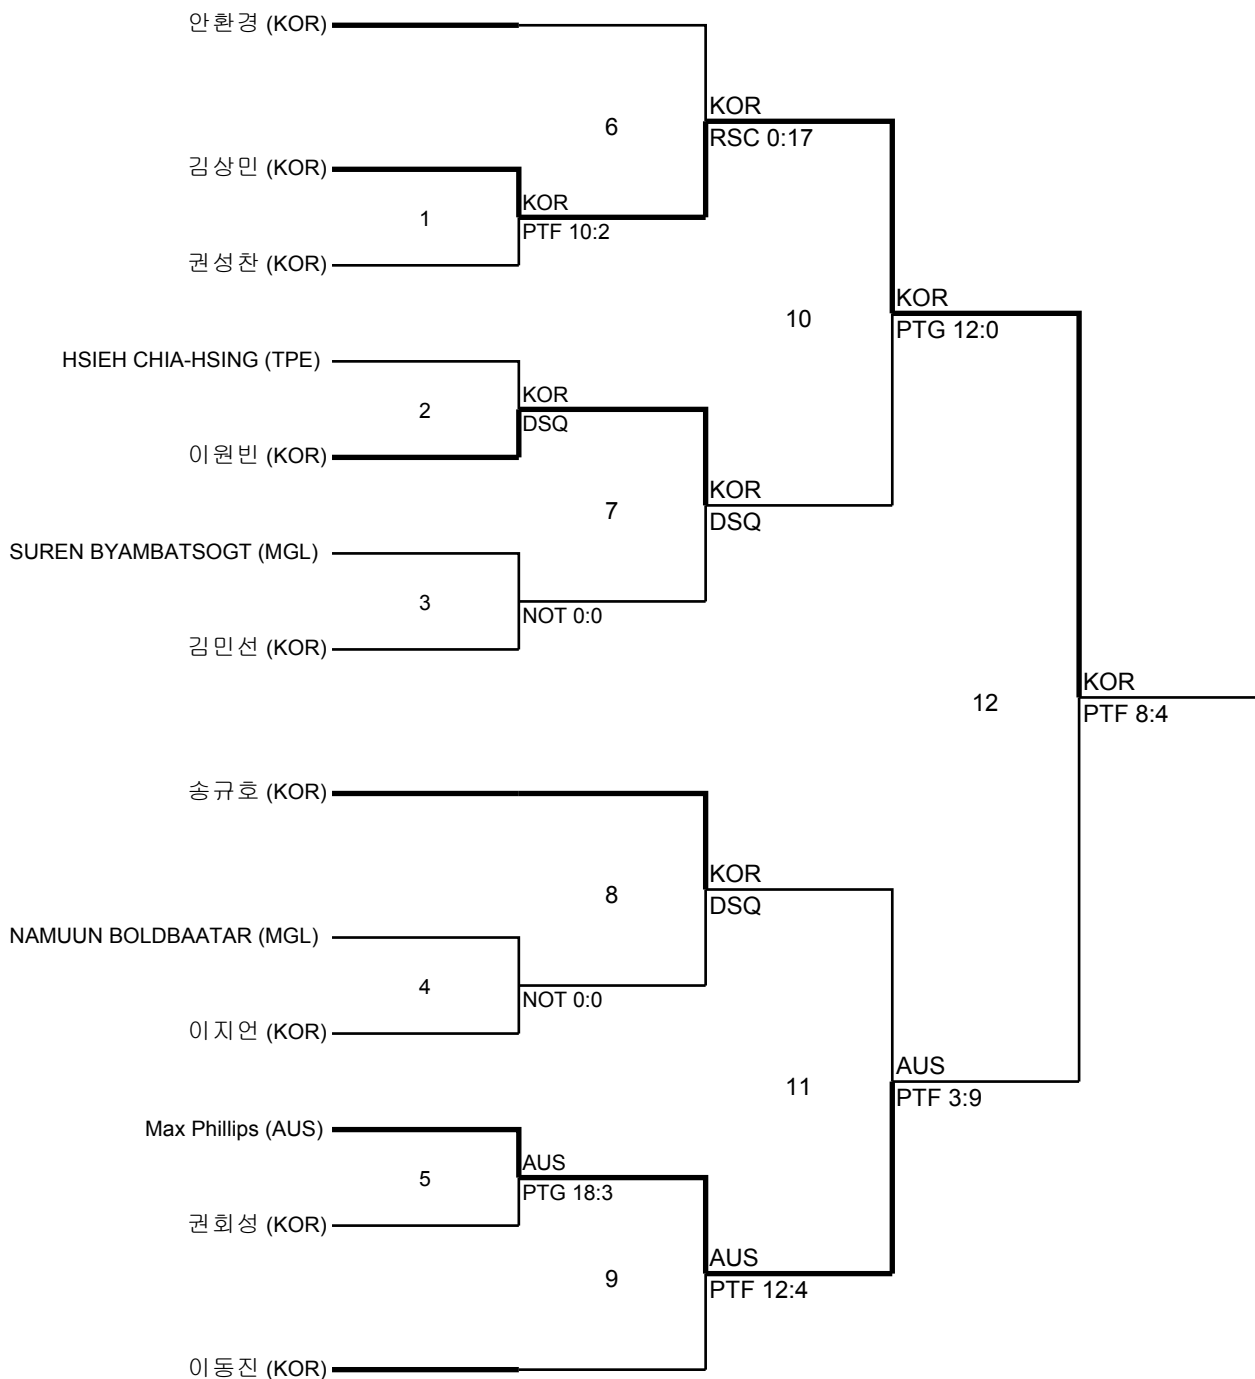 안환경 (KOR)
6
KOR
RSC 0:17
김상민 (KOR)
1
KOR
PTF 10:2
권성찬 (KOR)
10
KOR
PTG 12:0
HSIEH CHIA-HSING (TPE)
2
KOR
DSQ
이원빈 (KOR)
7
KOR
DSQ
SUREN BYAMBATSOGT (MGL)
3
NOT 0:0
김민선 (KOR)
12
KOR
PTF 8:4
송규호 (KOR)
8
KOR
DSQ
NAMUUN BOLDBAATAR (MGL)
4
NOT 0:0
이지언 (KOR)
11
AUS
PTF 3:9
Max Phillips (AUS)
5
AUS
PTG 18:3
권회성 (KOR)
9
AUS
PTF 12:4
이동진 (KOR)